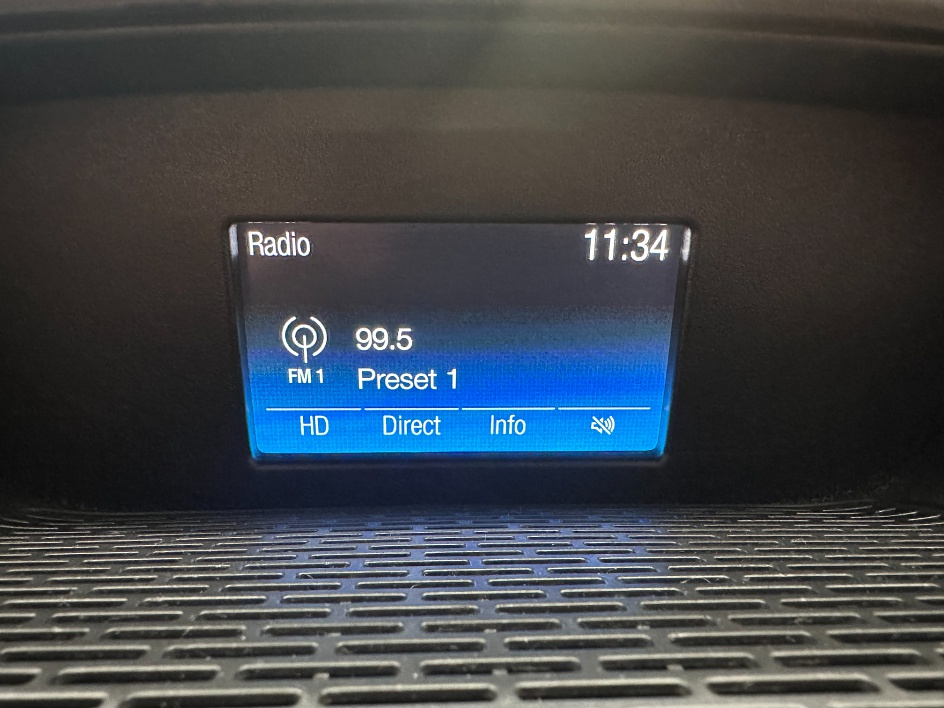 Radio 11:34
99.5
FM 1 Preset 1
HD Direct Info